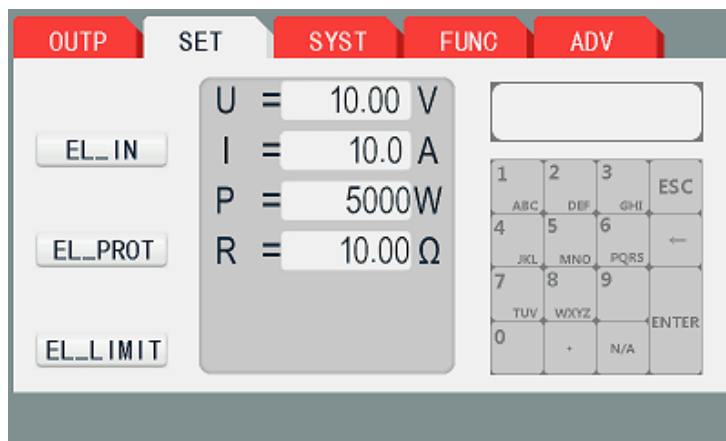 OUTP SET SYST FUNC ADV
U = 10.00 V
EL_IN
I = 10.0 A
P = 5000W
EL_PROT
R = 10.00 Ω
EL_LIMIT
1 2 ABC 3 DEF GHI ESC
4 JKL 5 MNO 6 PQRS ←
7 TUV 8 WXYZ 9 ENTER
0 . N/A